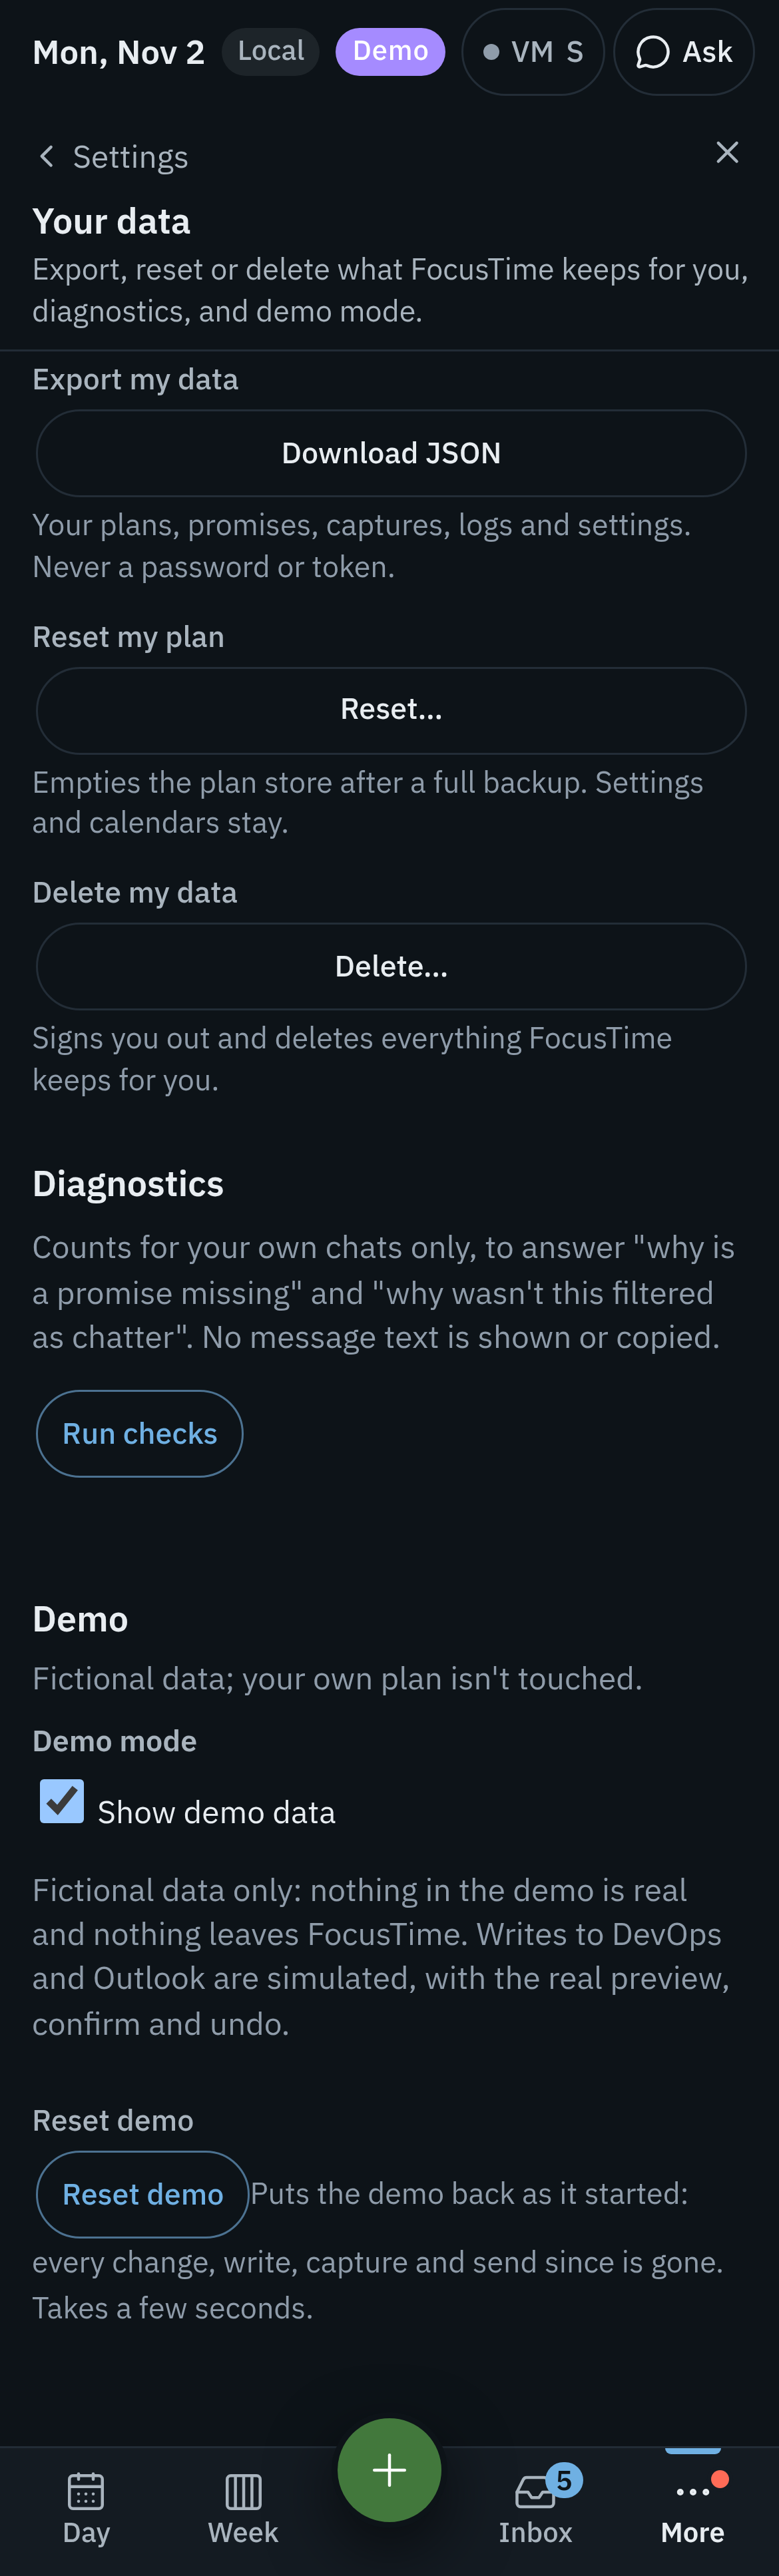 Mon, Nov 2 Local Demo VM S Ask
Settings
Your data
Export, reset or delete what FocusTime keeps for you,
diagnostics, and demo mode.
Export my data
Download JSON
Your plans, promises, captures, logs and settings.
Never a password or token.
Reset my plan
Reset...
Empties the plan store after a full backup. Settings
and calendars stay.
Delete my data
Delete...
Signs you out and deletes everything FocusTime
keeps for you.
Diagnostics
Counts for your own chats only, to answer "why is
a promise missing" and "why wasn't this filtered
as chatter". No message text is shown or copied.
Run checks
Demo
Fictional data; your own plan isn't touched.
Demo mode
Show demo data
Fictional data only: nothing in the demo is real
and nothing leaves FocusTime. Writes to DevOps
and Outlook are simulated, with the real preview,
confirm and undo.
Reset demo
Reset demo Puts the demo back as it started:
every change, write, capture and send since is gone.
Takes a few seconds.
5
Day Week Inbox More